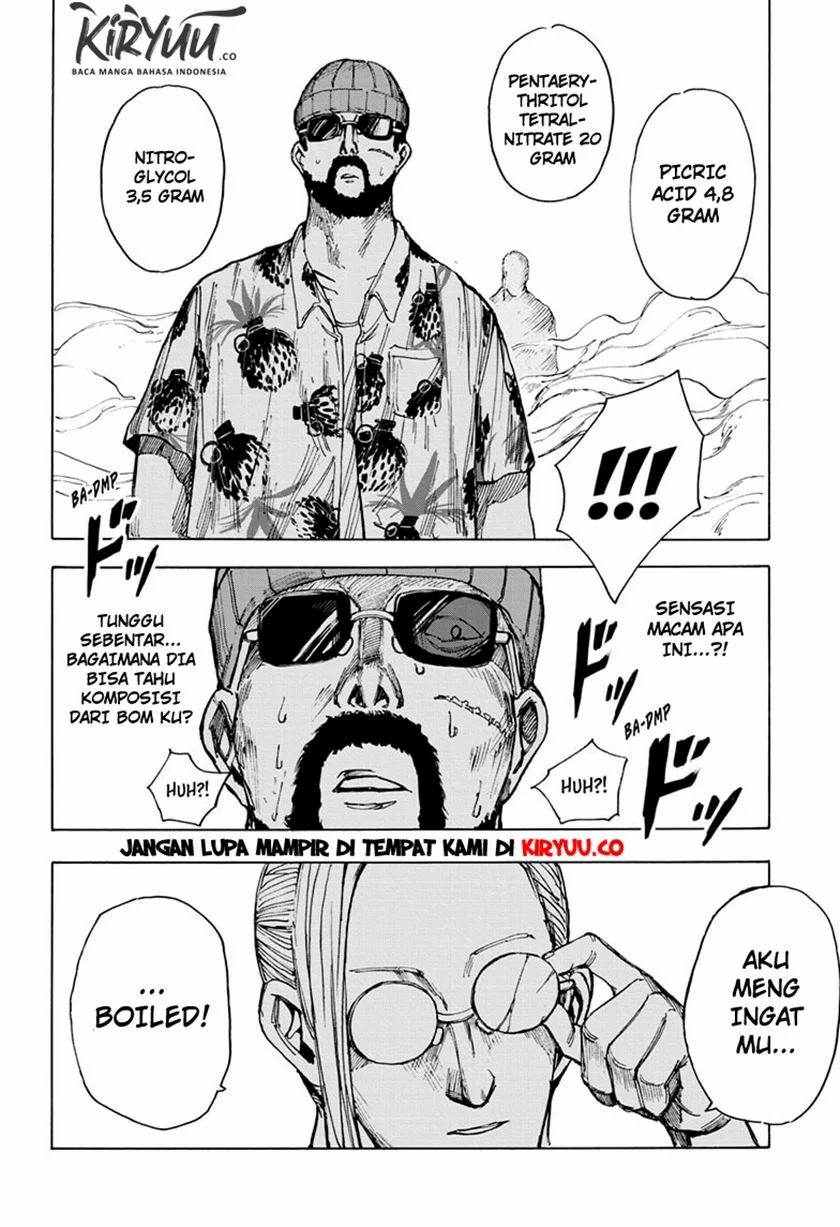 KIRYUU.CO
BACA MANGA BAHASA INDONESIA
PICRIC
ACID 4,8
GRAM
PENTAERY-
THRITOL
TETRAL-
NITRATE 20
GRAM
NITRO-
GLYCOL
3,5 GRAM
!!!
BA-DMP
ドッ
SENSASI
MACAM APA
INI...?!
TUNGGU
SEBENTAR...
BAGAIMANA DIA
BISA TAHU
KOMPOSISI
DARI BOM KU?
ドッ
BA-DMP
ドッ
HUH?!
HUH?!
JANGAN LUPA MAMPIR DI TEMPAT KAMI DI KIRYUU.CO
AKU
MENG
INGAT
MU...
...
BOILED!